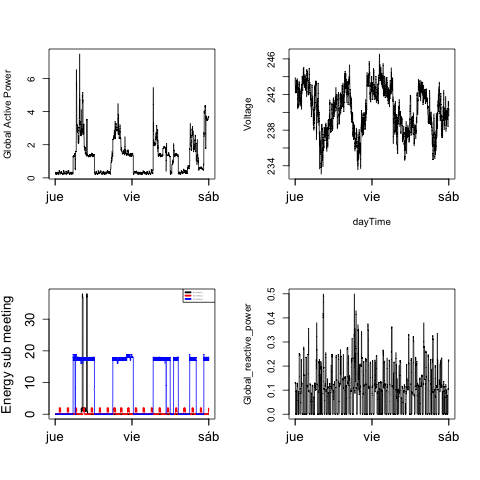 Global Active Power
0 2 4 6
jue vie sáb
Voltage
234 238 242 246
jue vie sáb
dayTime
Energy sub meeting
0 10 20 30
jue vie sáb
Global_reactive_power
0.0 0.1 0.2 0.3 0.4 0.5
jue vie sáb